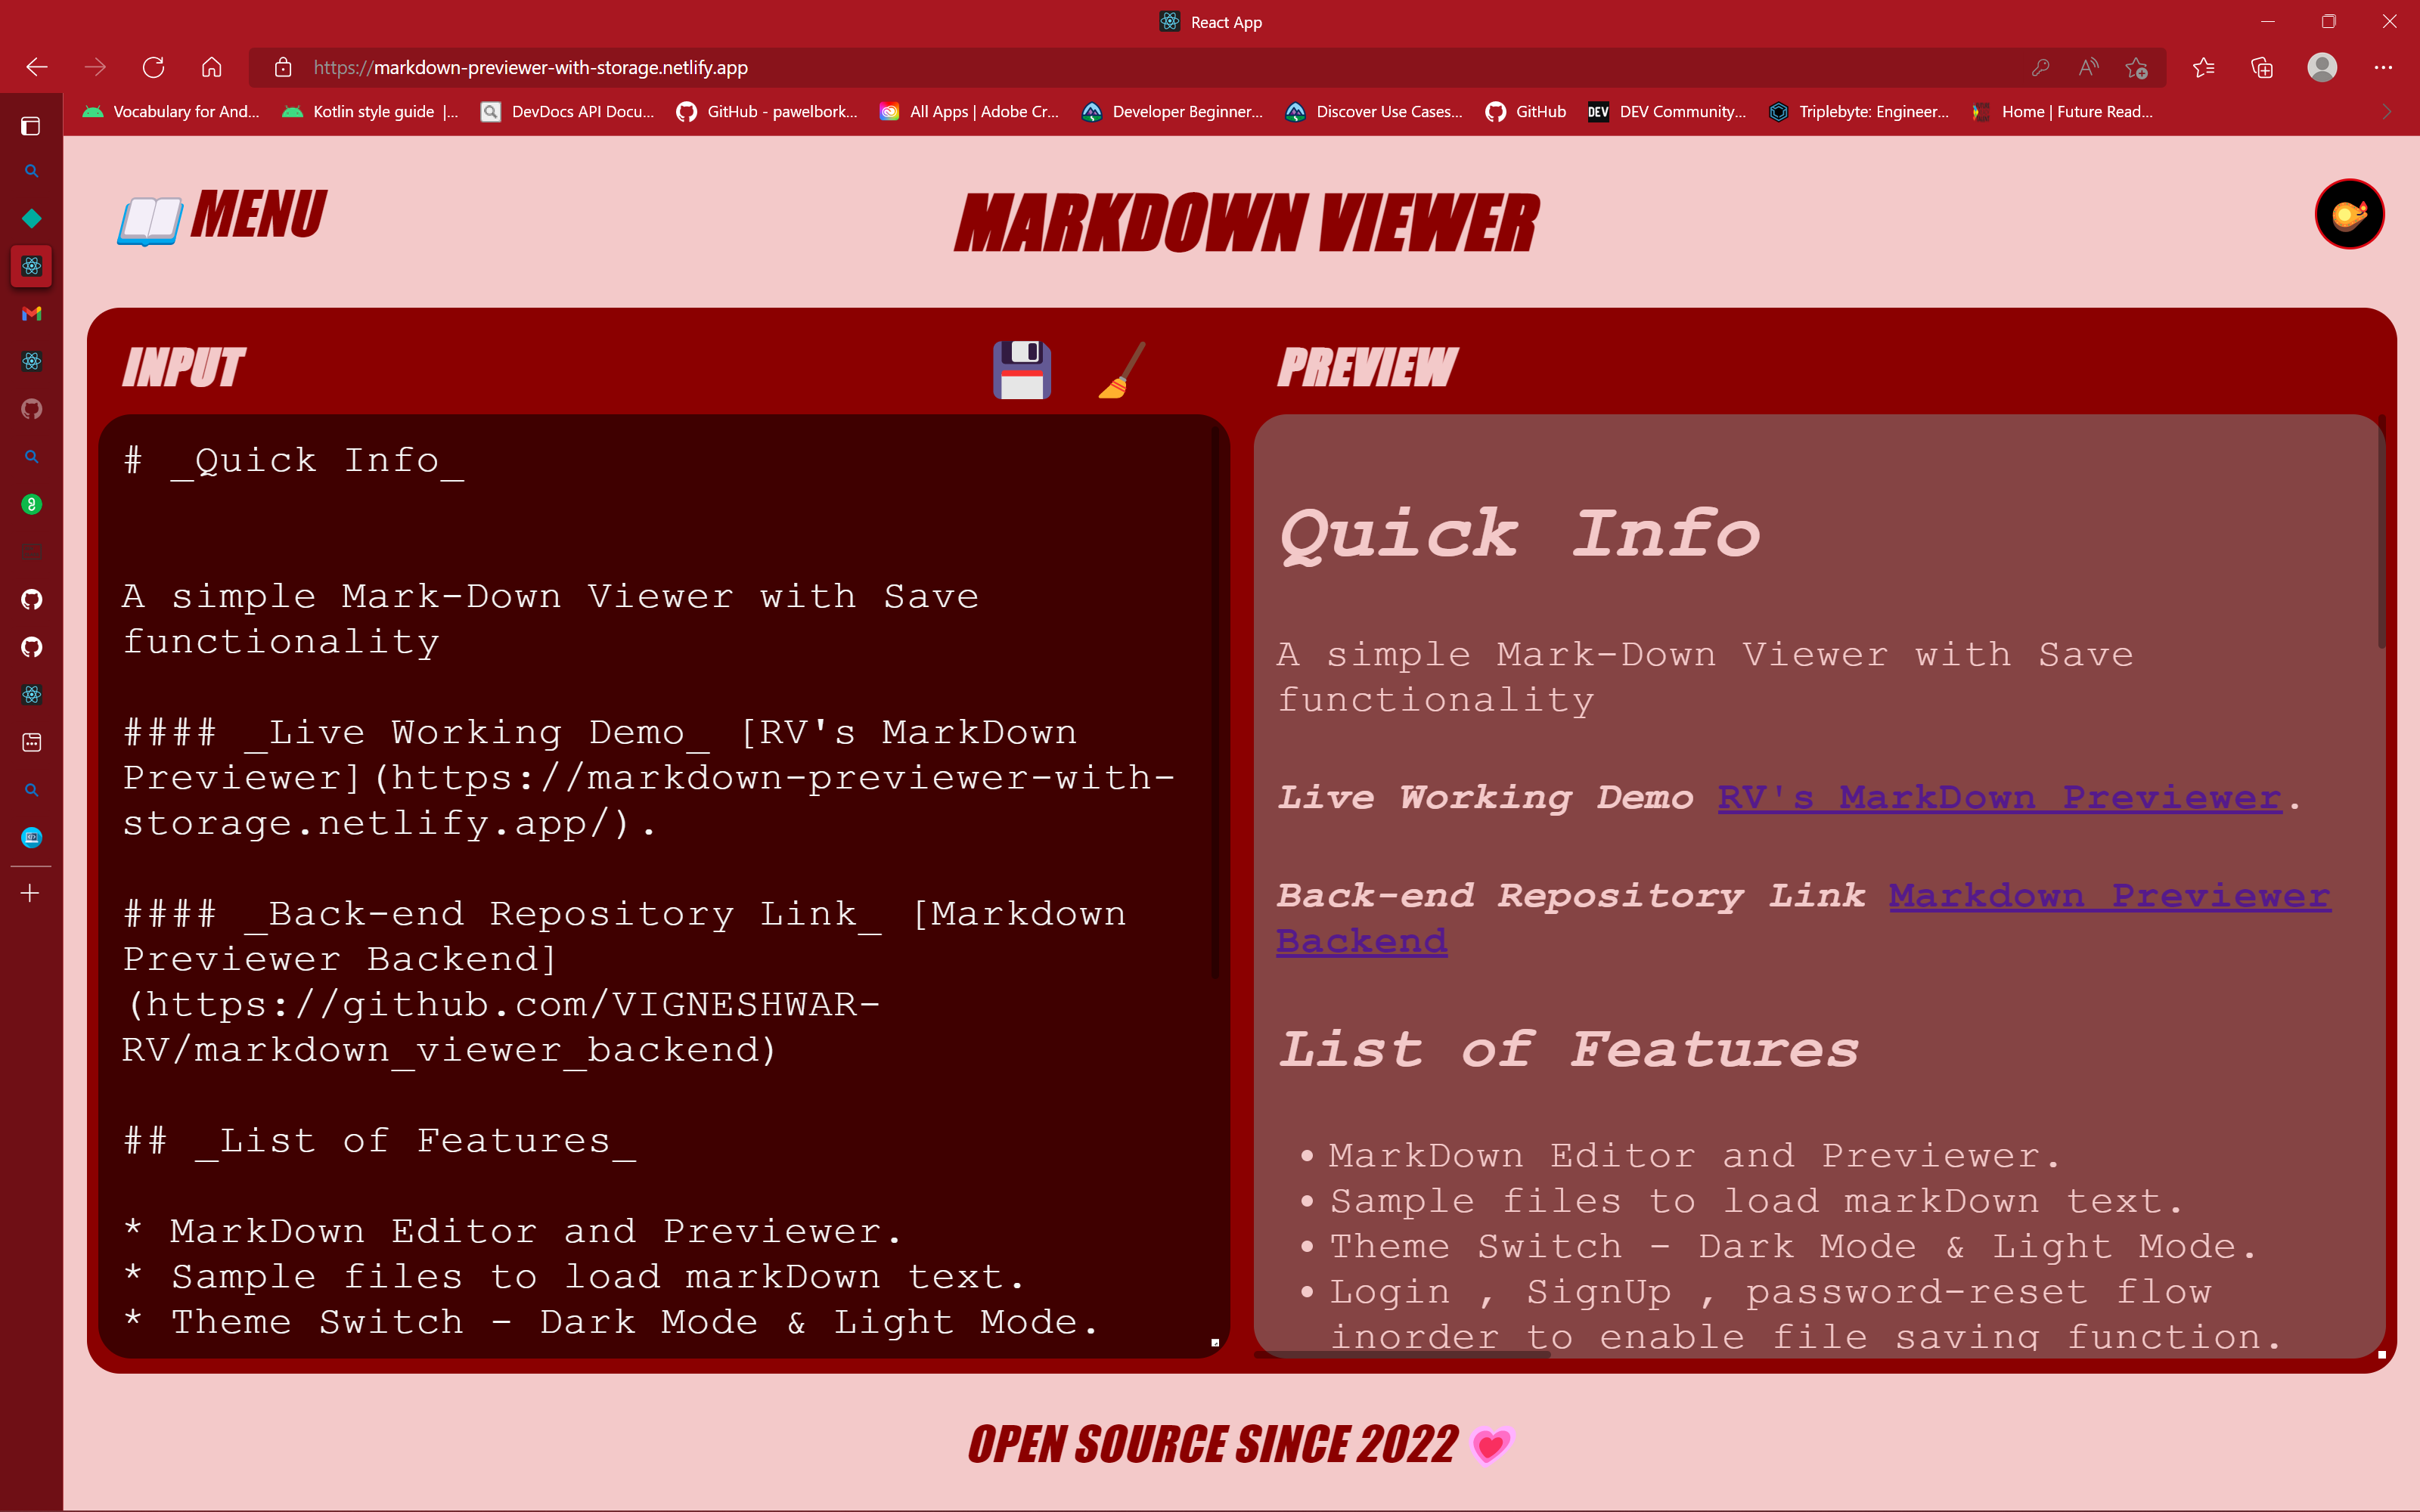 React App
https://markdown-previewer-with-storage.netlify.app
Vocabulary for And... Kotlin style guide |... DevDocs API Docu... GitHub - pawelbork... All Apps | Adobe Cr... Developer Beginner... Discover Use Cases... GitHub DEV DEV Community... Triplebyte: Engineer... Home | Future Read...
MENU
MARKDOWN VIEWER
INPUT
# _Quick Info_
A simple Mark-Down Viewer with Save
functionality
#### _Live Working Demo_ [RV's MarkDown
Previewer](https://markdown-previewer-with-
storage.netlify.app/).
#### _Back-end Repository Link_ [Markdown
Previewer Backend]
(https://github.com/VIGNESHWAR-
RV/markdown_viewer_backend)
## _List of Features_
* MarkDown Editor and Previewer.
* Sample files to load markDown text.
* Theme Switch - Dark Mode & Light Mode.
PREVIEW
Quick Info
A simple Mark-Down Viewer with Save
functionality
Live Working Demo RV's MarkDown Previewer.
Back-end Repository Link Markdown Previewer
Backend
List of Features
• MarkDown Editor and Previewer.
• Sample files to load markDown text.
• Theme Switch - Dark Mode & Light Mode.
• Login , SignUp , password-reset flow
inorder to enable file saving function.
OPEN SOURCE SINCE 2022